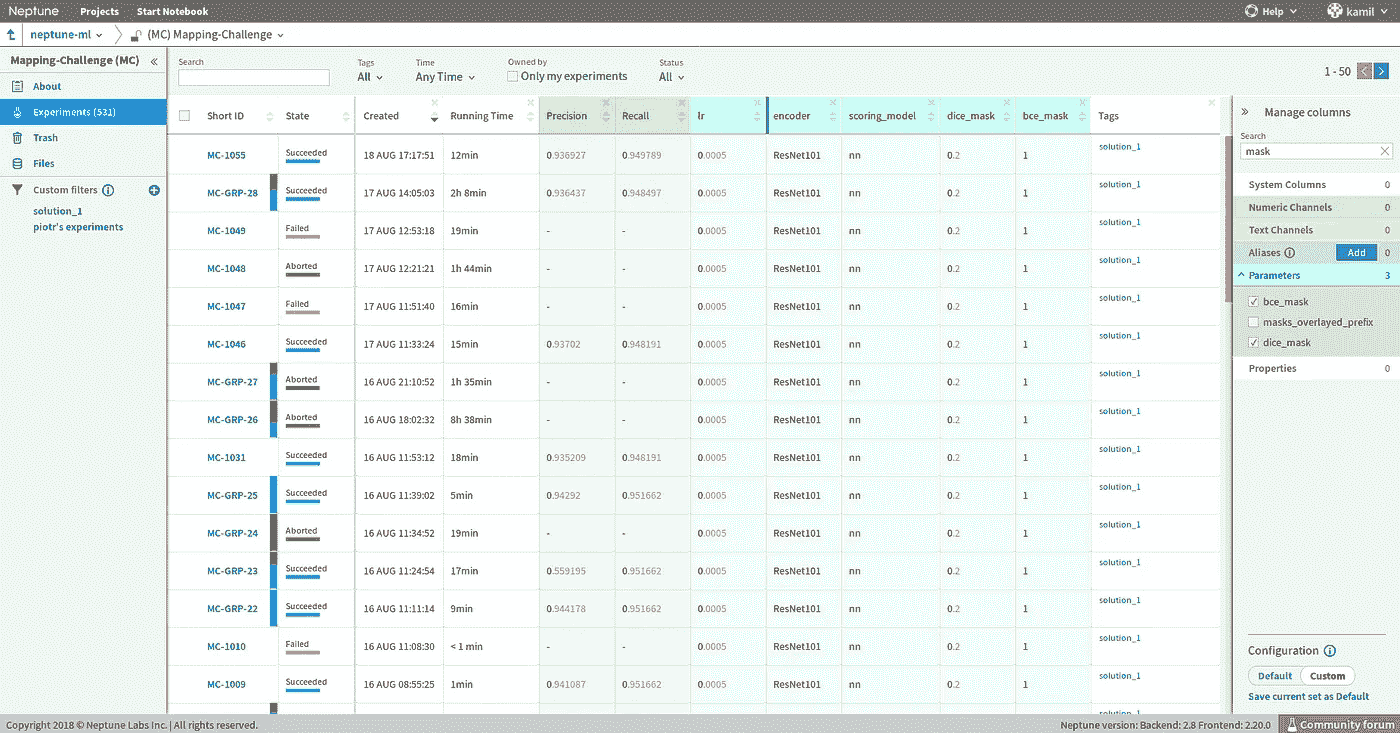 Neptune Projects Start Notebook Help kamil
neptune-ml (MC) Mapping-Challenge
Mapping-Challenge (MC) «
About
Experiments (531)
Trash
Files
Custom filters
solution_1
piotr's experiments
Search Tags Time Owned by Status
All Any Time Only my experiments All 1 - 50
Short ID State Created Running Time Precision Recall lr encoder scoring_model dice_mask bce_mask Tags
MC-1055 Succeeded 18 AUG 17:17:51 12min 0.936927 0.949789 0.0005 ResNet101 nn 0.2 1 solution_1
MC-GRP-28 Succeeded 17 AUG 14:05:03 2h 8min 0.936437 0.948497 0.0005 ResNet101 nn 0.2 1 solution_1
MC-1049 Failed 17 AUG 12:53:18 19min - - 0.0005 ResNet101 nn 0.2 1 solution_1
MC-1048 Aborted 17 AUG 12:21:21 1h 44min - - 0.0005 ResNet101 nn 0.2 1 solution_1
MC-1047 Failed 17 AUG 11:51:40 16min - - 0.0005 ResNet101 nn 0.2 1 solution_1
MC-1046 Succeeded 17 AUG 11:33:24 15min 0.93702 0.948191 0.0005 ResNet101 nn 0.2 1 solution_1
MC-GRP-27 Aborted 16 AUG 21:10:52 1h 35min - - 0.0005 ResNet101 nn 0.2 1 solution_1
MC-GRP-26 Aborted 16 AUG 18:02:32 8h 38min - - 0.0005 ResNet101 nn 0.2 1 solution_1
MC-1031 Succeeded 16 AUG 11:53:12 18min 0.935209 0.948191 0.0005 ResNet101 nn 0.2 1 solution_1
MC-GRP-25 Succeeded 16 AUG 11:39:02 5min 0.94292 0.951662 0.0005 ResNet101 nn 0.2 1 solution_1
MC-GRP-24 Aborted 16 AUG 11:34:52 19min - - 0.0005 ResNet101 nn 0.2 1 solution_1
MC-GRP-23 Succeeded 16 AUG 11:24:54 17min 0.559195 0.951662 0.0005 ResNet101 nn 0.2 1 solution_1
MC-GRP-22 Succeeded 16 AUG 11:11:14 9min 0.944178 0.951662 0.0005 ResNet101 nn 0.2 1 solution_1
MC-1010 Failed 16 AUG 11:08:30 < 1 min - - 0.0005 ResNet101 nn 0.2 1 solution_1
MC-1009 Succeeded 16 AUG 08:55:25 1min 0.941087 0.951662 0.0005 ResNet101 nn 0.2 1 solution_1
» Manage columns
Search
mask
System Columns 0
Numeric Channels 0
Text Channels 0
Aliases Add 0
Parameters 3
bce_mask
masks_overlayed_prefix
dice_mask
Properties 0
Configuration
Default Custom
Save current set as Default
Copyright 2018 © Neptune Labs Inc. | All rights reserved. Neptune version: Backend: 2.8 Frontend: 2.20.0 Community forum